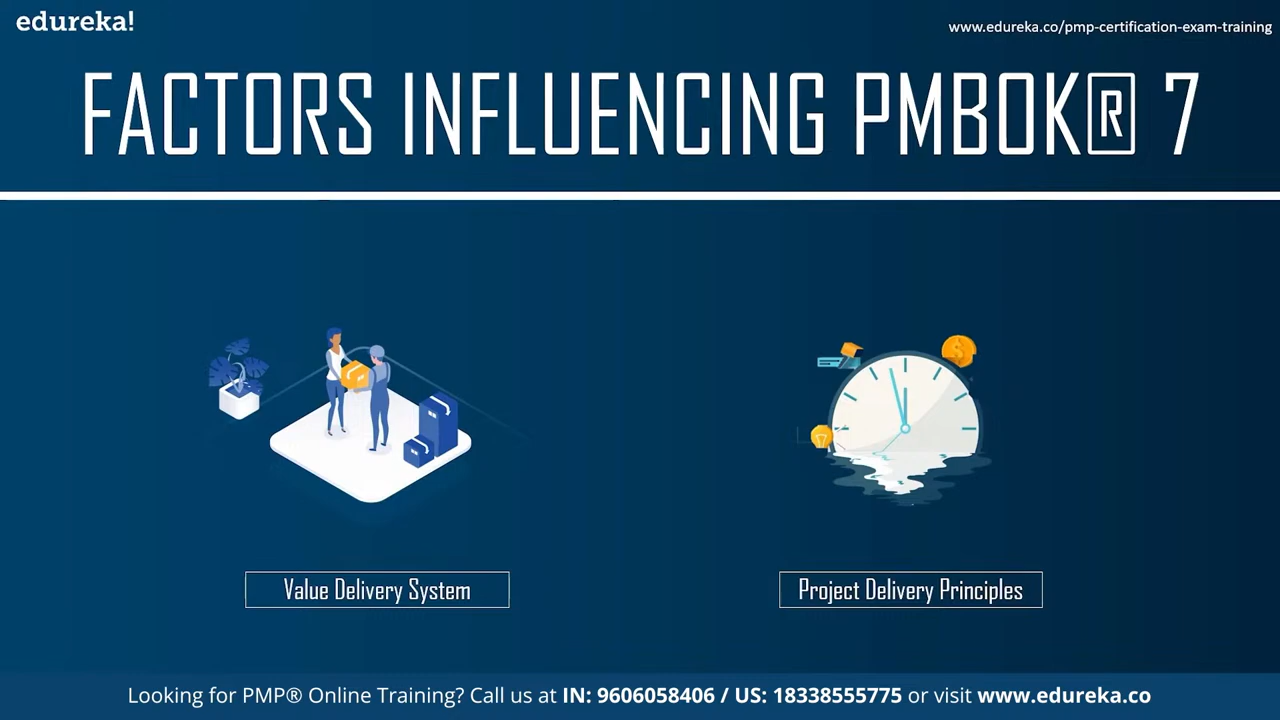 edureka!
www.edureka.co/pmp-certification-exam-training
FACTORS INFLUENCING PMBOK® 7
Value Delivery System
Project Delivery Principles
Looking for PMP® Online Training? Call us at IN: 9606058406 / US: 18338555775 or visit www.edureka.co